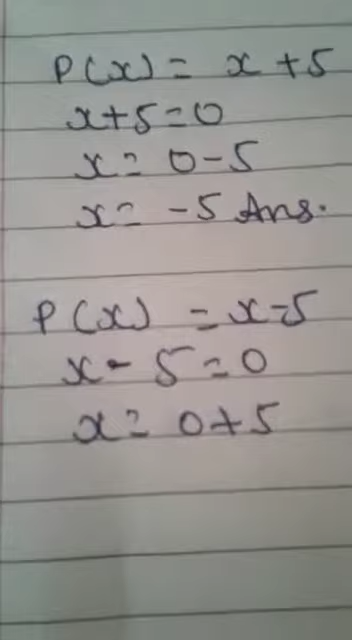 P(x) = x + 5
x+5=0
x= 0-5
x= -5 Ans.
P(x) = x-5
x - 5 = 0
x= 0+5